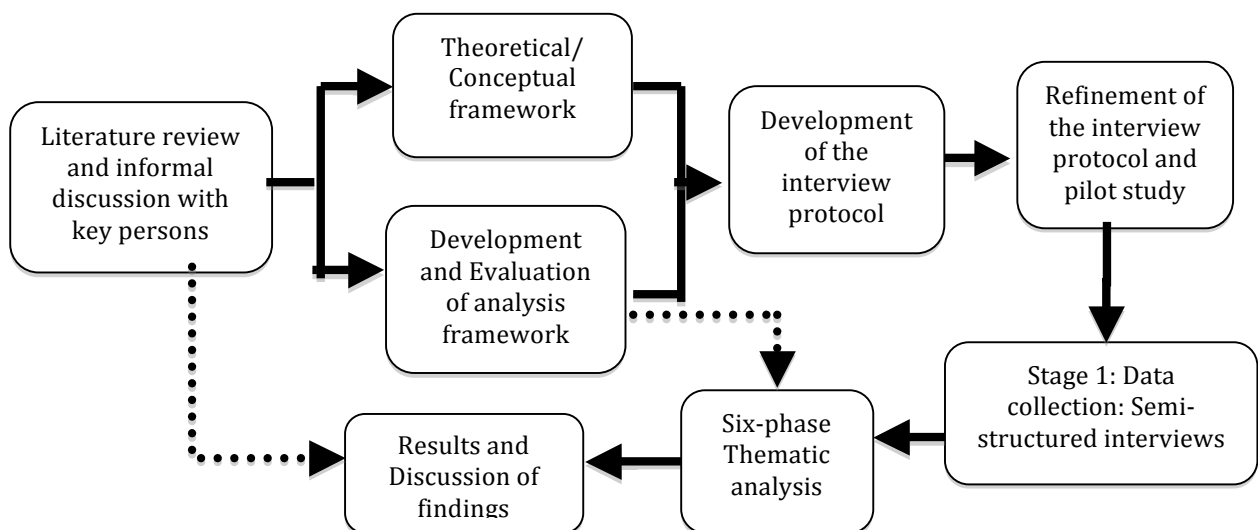 Literature review
and informal
discussion with
key persons
Theoretical/
Conceptual
framework
Development
and Evaluation
of analysis
framework
Development
of the
interview
protocol
Refinement of
the interview
protocol and
pilot study
Stage 1: Data
collection: Semi-
structured interviews
Six-phase
Thematic
analysis
Results and
Discussion of
findings